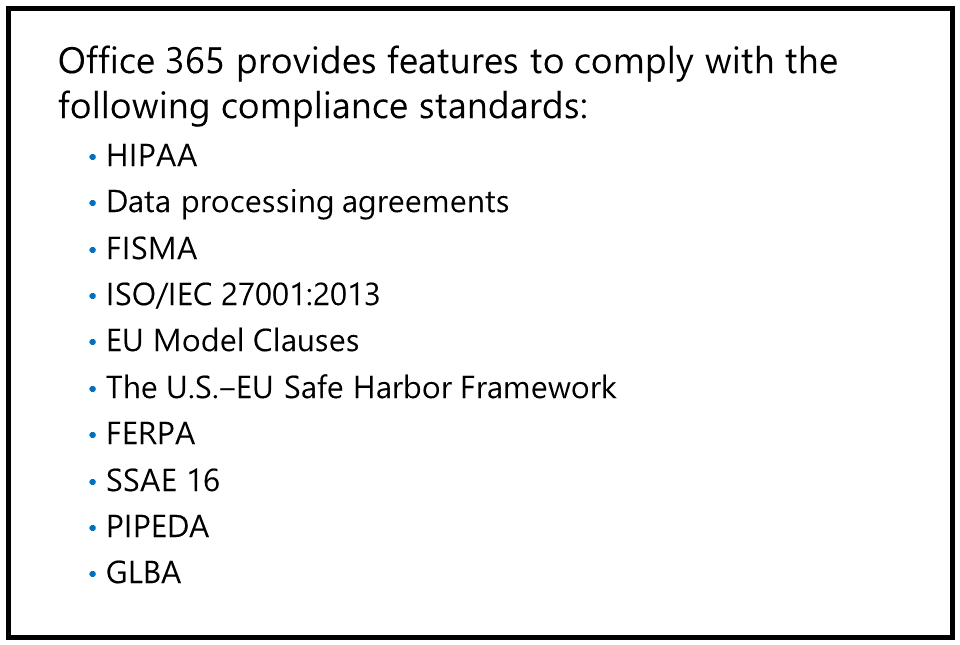 Office 365 provides features to comply with the
following compliance standards:
• HIPAA
• Data processing agreements
• FISMA
• ISO/IEC 27001:2013
• EU Model Clauses
• The U.S.–EU Safe Harbor Framework
• FERPA
• SSAE 16
• PIPEDA
• GLBA